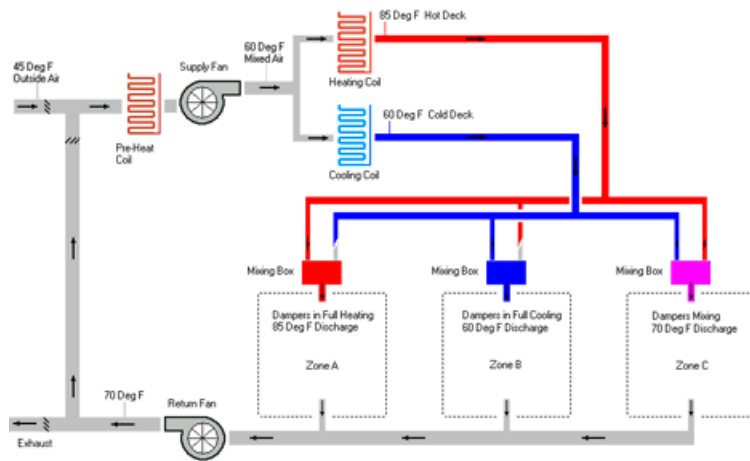 85 Deg F Hot Deck
45 Deg F
Outside Air
Supply Fan
60 Deg F
Mixed Air
Heating Coil
60 Deg F Cold Deck
Pre-Heat
Coil
Cooling Coil
Mixing Box
Mixing Box
Mixing Box
Dampers in Full Heating
85 Deg F Discharge
Dampers in Full Cooling
60 Deg F Discharge
Dampers Mixing
70 Deg F Discharge
Zone A
Zone B
Zone C
70 Deg F
Return Fan
Exhaust